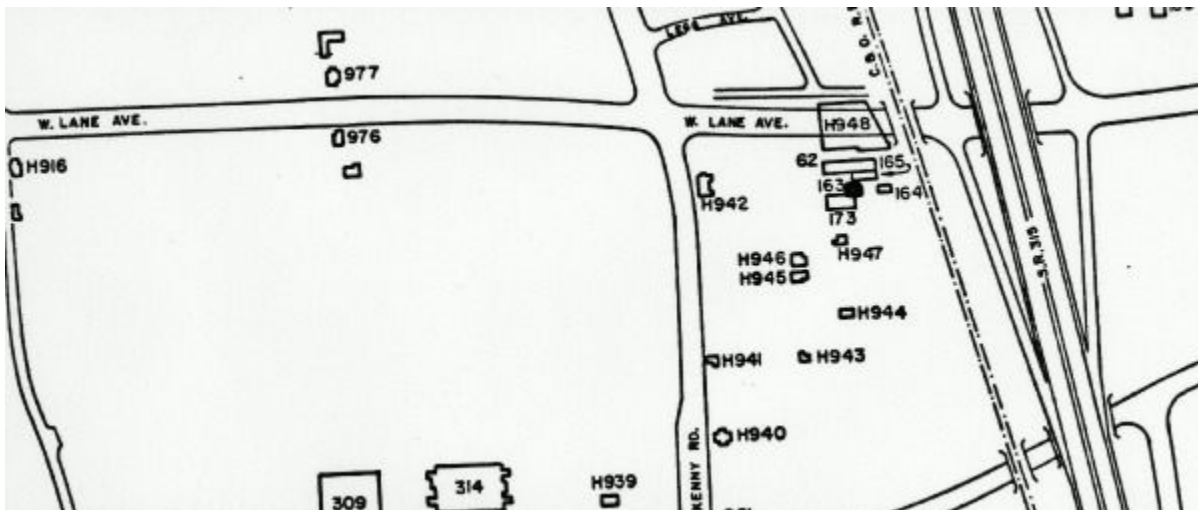 LEGG AVE.
C. & O. R.
977
W. LANE AVE.
W. LANE AVE.
H948
976
H916
62
165
163
164
H942
173
H947
S.R. 315
H946
H945
H944
H941
H943
KENNY RD.
H940
314
H939
309